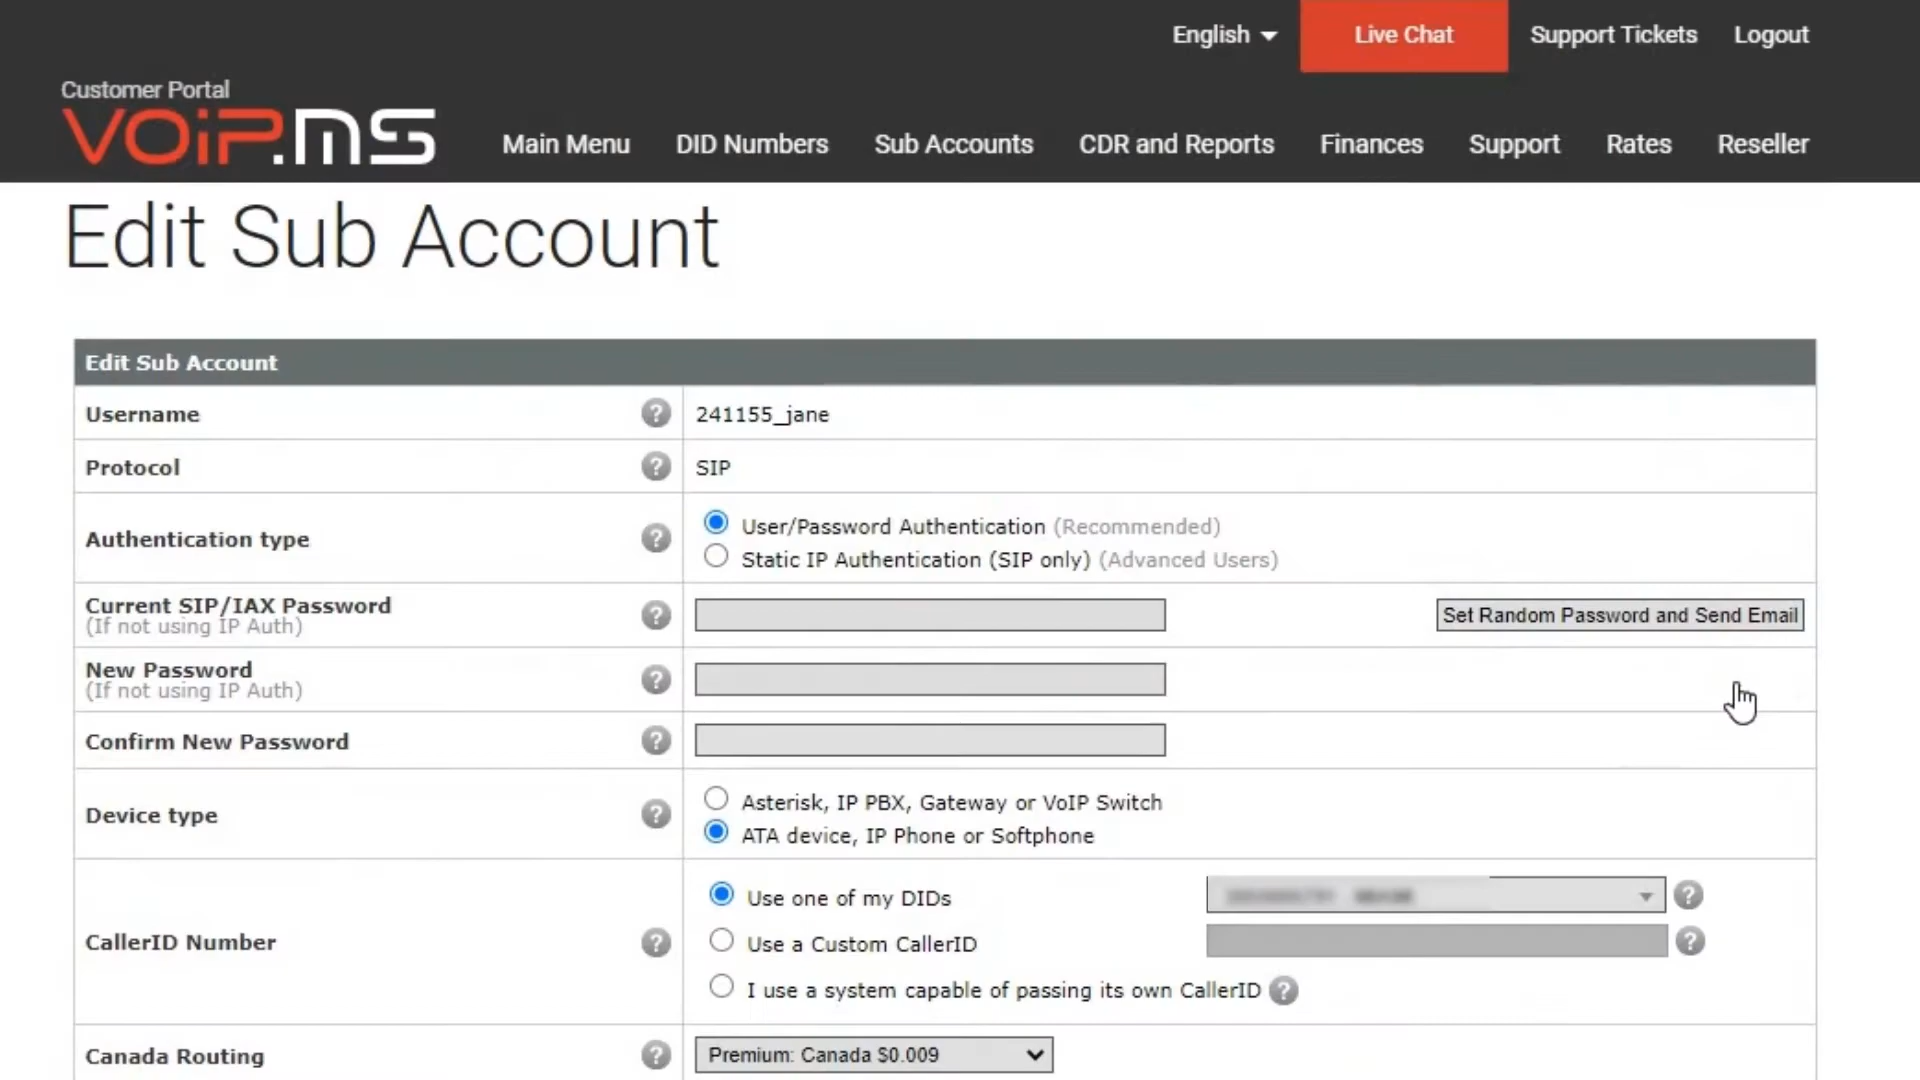 English
Live Chat
Support Tickets
Logout
Customer Portal
VOiP.MS
Main Menu
DID Numbers
Sub Accounts
CDR and Reports
Finances
Support
Rates
Reseller
Edit Sub Account
Edit Sub Account
Username ? 241155_jane
Protocol ? SIP
Authentication type ?
User/Password Authentication (Recommended)
Static IP Authentication (SIP only) (Advanced Users)
Current SIP/IAX Password
(If not using IP Auth)
?
Set Random Password and Send Email
New Password
(If not using IP Auth)
?
Confirm New Password ?
Device type ?
Asterisk, IP PBX, Gateway or VoIP Switch
ATA device, IP Phone or Softphone
CallerID Number ?
Use one of my DIDs ?
Use a Custom CallerID ?
I use a system capable of passing its own CallerID ?
Canada Routing ? Premium: Canada $0.009